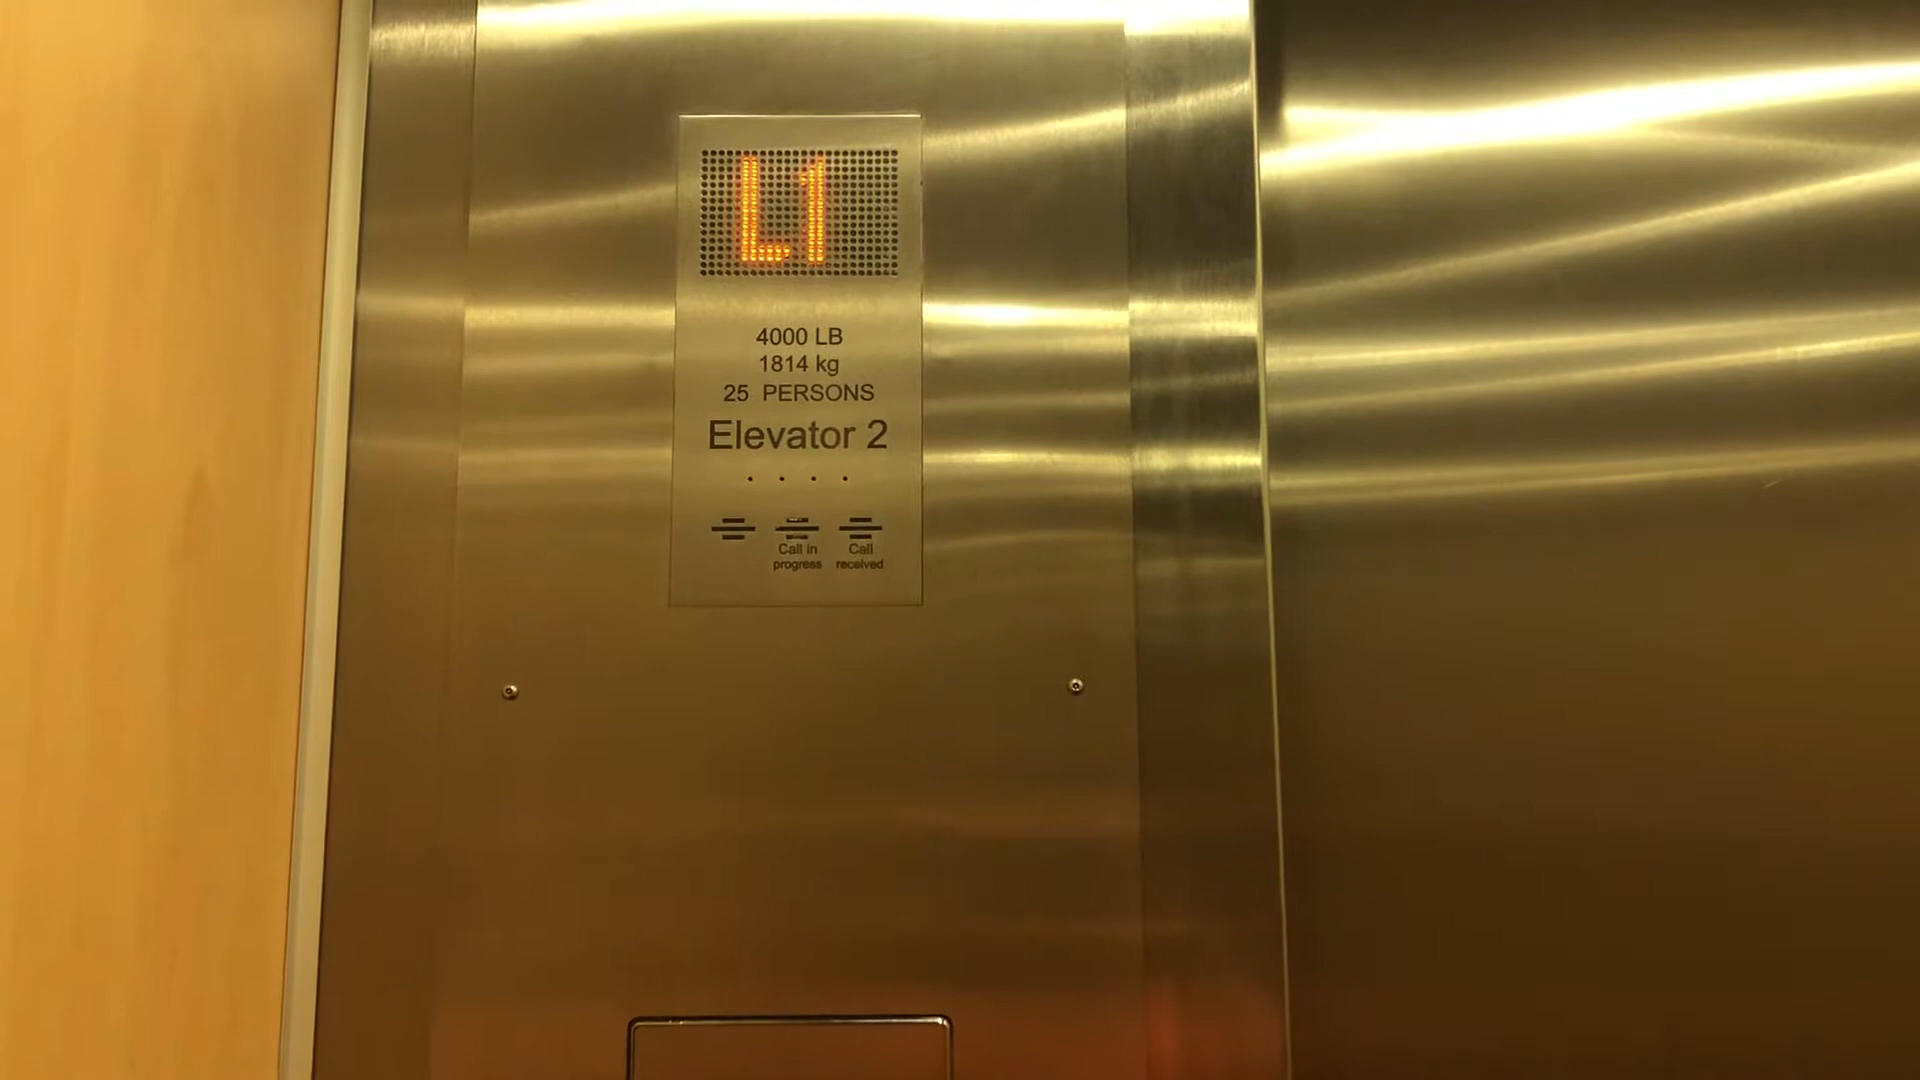 L1
4000 LB
1814 kg
25 PERSONS
Elevator 2
Call in
progress
Call
received